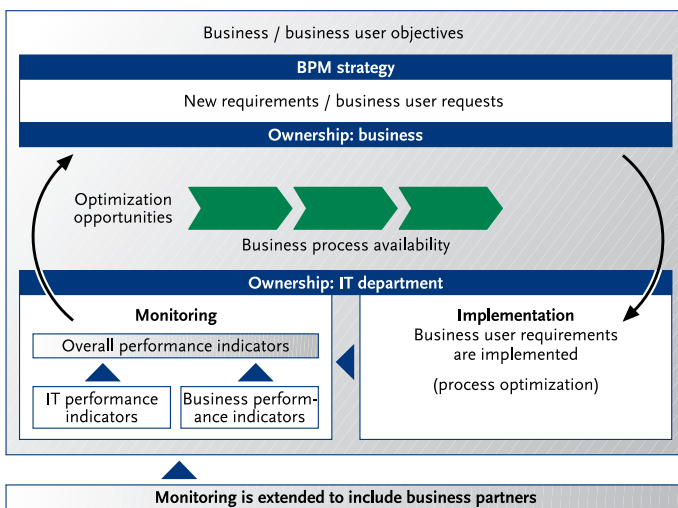 Business / business user objectives
BPM strategy
New requirements / business user requests
Ownership: business
Optimization
opportunities
Business process availability
Ownership: IT department
Monitoring
Overall performance indicators
IT performance
indicators
Business perform-
ance indicators
Implementation
Business user requirements
are implemented
(process optimization)
Monitoring is extended to include business partners